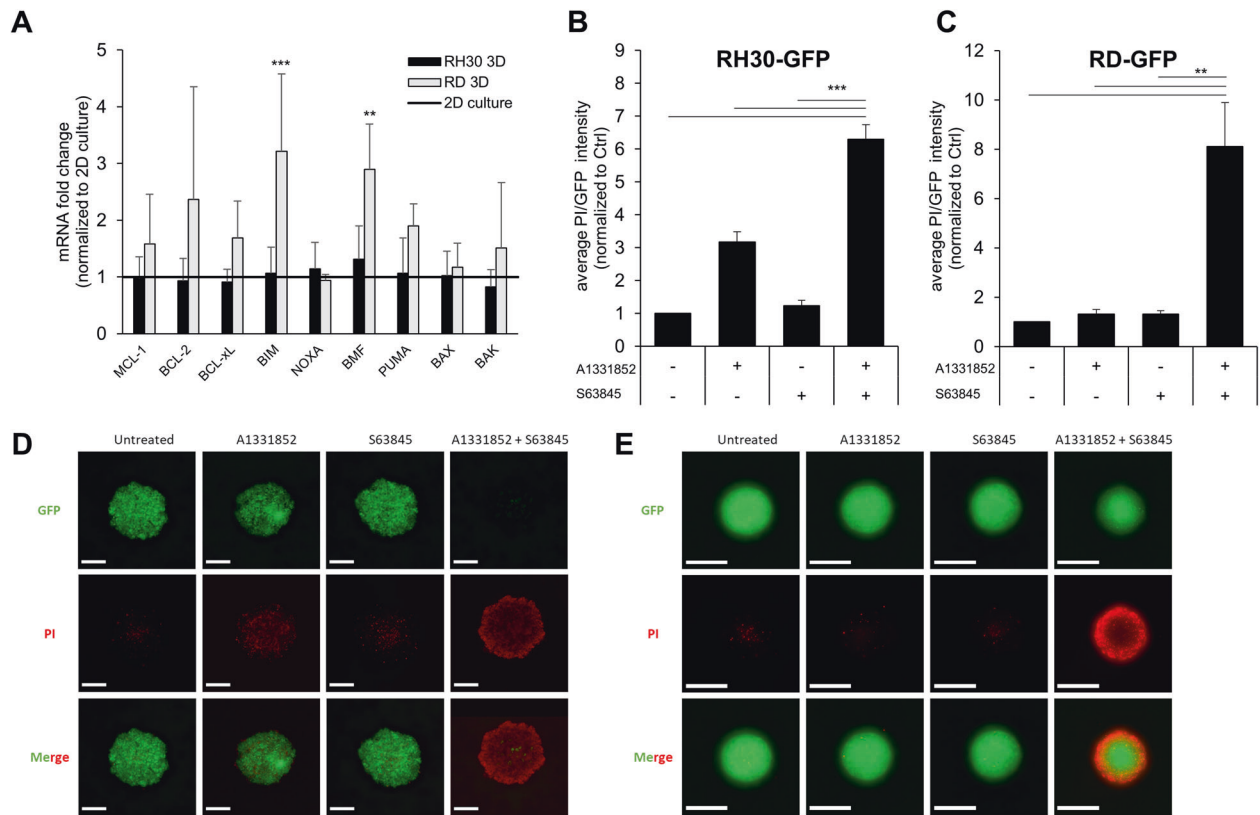 A
mRNA fold change
(normalized to 2D culture)
5
4
3
2
1
0
***
**
RH30 3D
RD 3D
2D culture
MCL-1
BCL-2
BCL-xL
BIM
NOXA
BMF
PUMA
BAX
BAK
B
RH30-GFP
average PI/GFP intensity
(normalized to Ctrl)
9
8
7
6
5
4
3
2
1
0
***
A1331852 - + - +
S63845 - - + +
C
RD-GFP
average PI/GFP intensity
(normalized to Ctrl)
12
10
8
6
4
2
0
**
A1331852 - + - +
S63845 - - + +
D
Untreated A1331852 S63845 A1331852 + S63845
GFP
PI
Merge
E
Untreated A1331852 S63845 A1331852 + S63845
GFP
PI
Merge